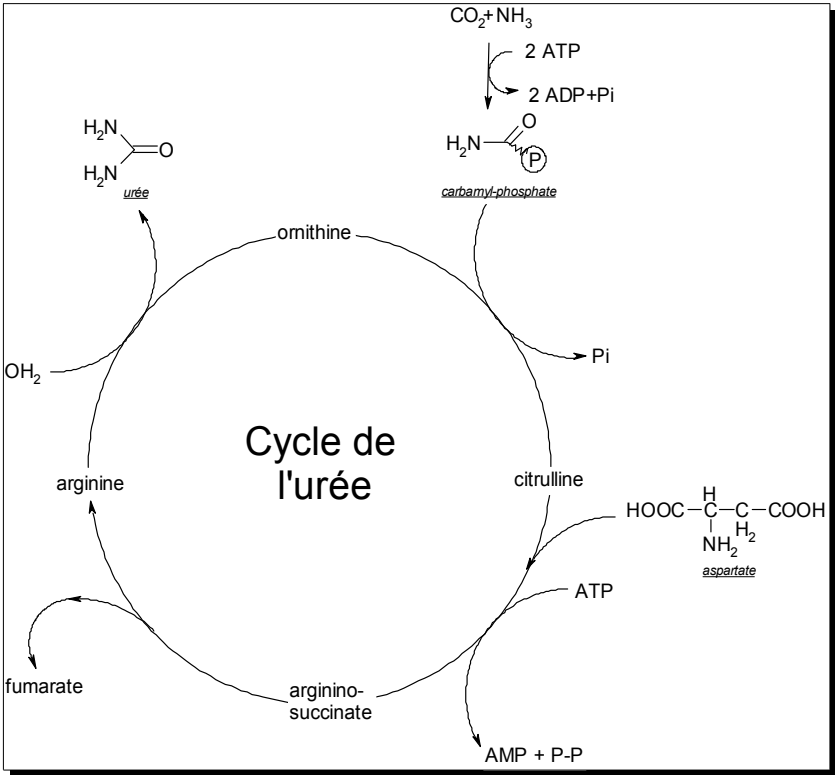 CO2+NH3
2 ATP
2 ADP+Pi
H2N
O
H2N
urée
H2N
O
P
carbamyl-phosphate
ornithine
OH2
Pi
Cycle de
l'urée
arginine
citrulline
HOOC C C COOH
H
H2
NH2
aspartate
ATP
fumarate
arginino-
succinate
AMP + P-P